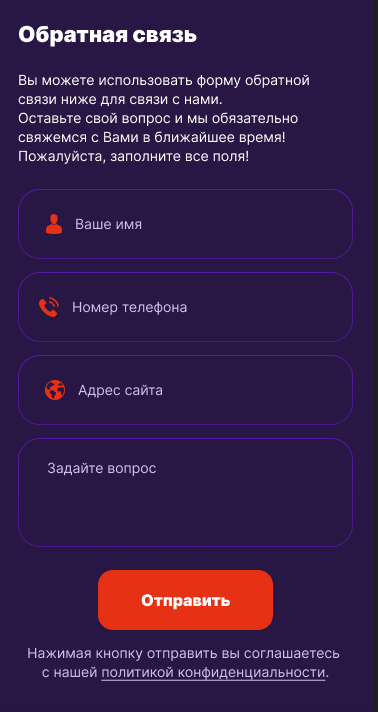 Обратная связь
Вы можете использовать форму обратной
связи ниже для связи с нами.
Оставьте свой вопрос и мы обязательно
свяжемся с Вами в ближайшее время!
Пожалуйста, заполните все поля!
Ваше имя
Номер телефона
Адрес сайта
Задайте вопрос
Отправить
Нажимая кнопку отправить вы соглашаетесь
с нашей политикой конфиденциальности.